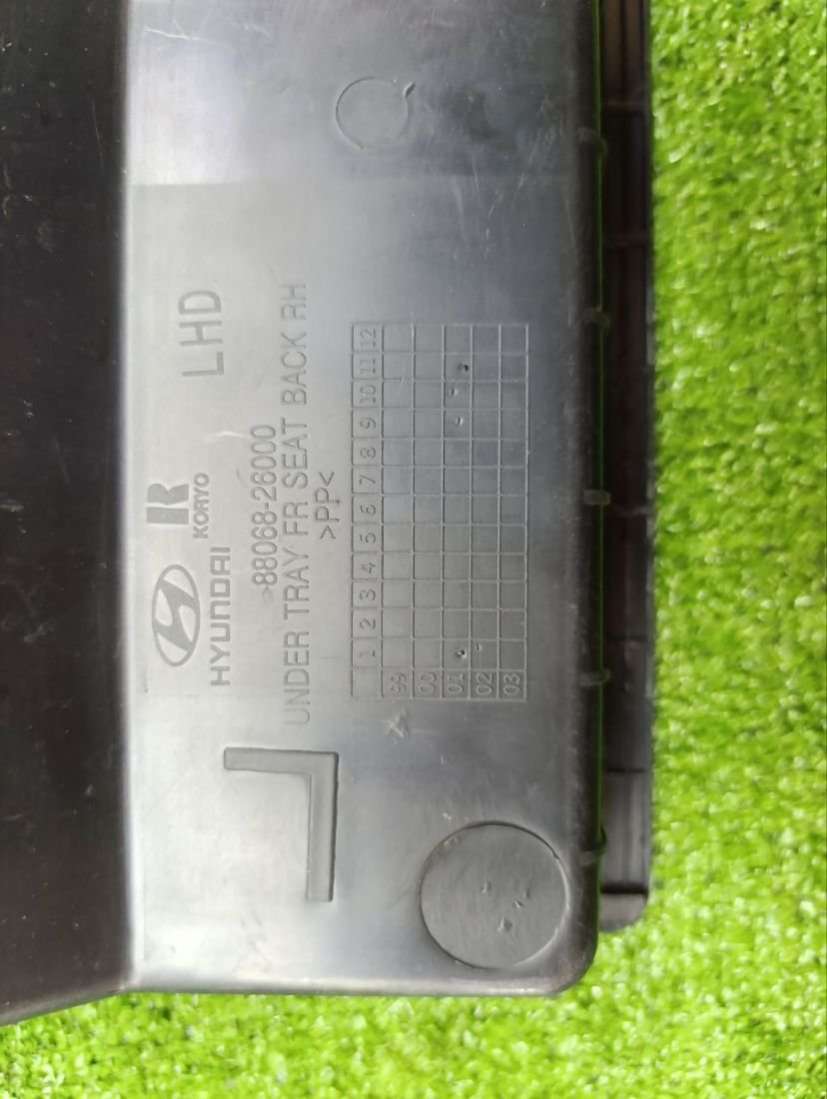 HYUNDAI
KORYO
LHD
>88068-26000
UNDER TRAY FR SEAT BACK RH
>PP<
1 2 3 4 5 6 7 8 9 10 11 12
99
00
01
02
03